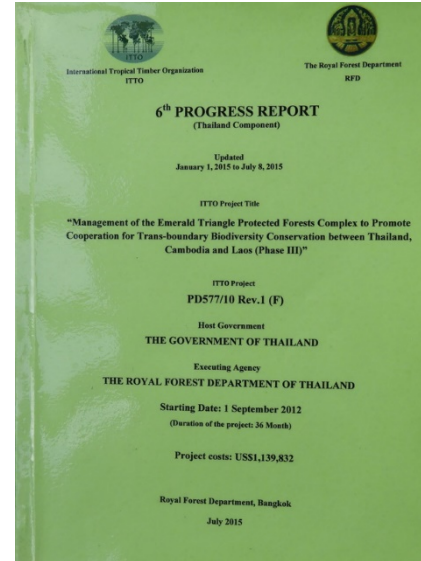 ITTO
International Tropical Timber Organization
ITTO
The Royal Forest Department
RFD
6th PROGRESS REPORT
(Thailand Component)
Updated
January 1, 2015 to July 8, 2015
ITTO Project Title
"Management of the Emerald Triangle Protected Forests Complex to Promote
Cooperation for Trans-boundary Biodiversity Conservation between Thailand,
Cambodia and Laos (Phase III)"
ITTO Project
PD577/10 Rev.1 (F)
Host Government
THE GOVERNMENT OF THAILAND
Executing Agency
THE ROYAL FOREST DEPARTMENT OF THAILAND
Starting Date: 1 September 2012
(Duration of the project: 36 Month)
Project costs: US$1,139,832
Royal Forest Department, Bangkok
July 2015